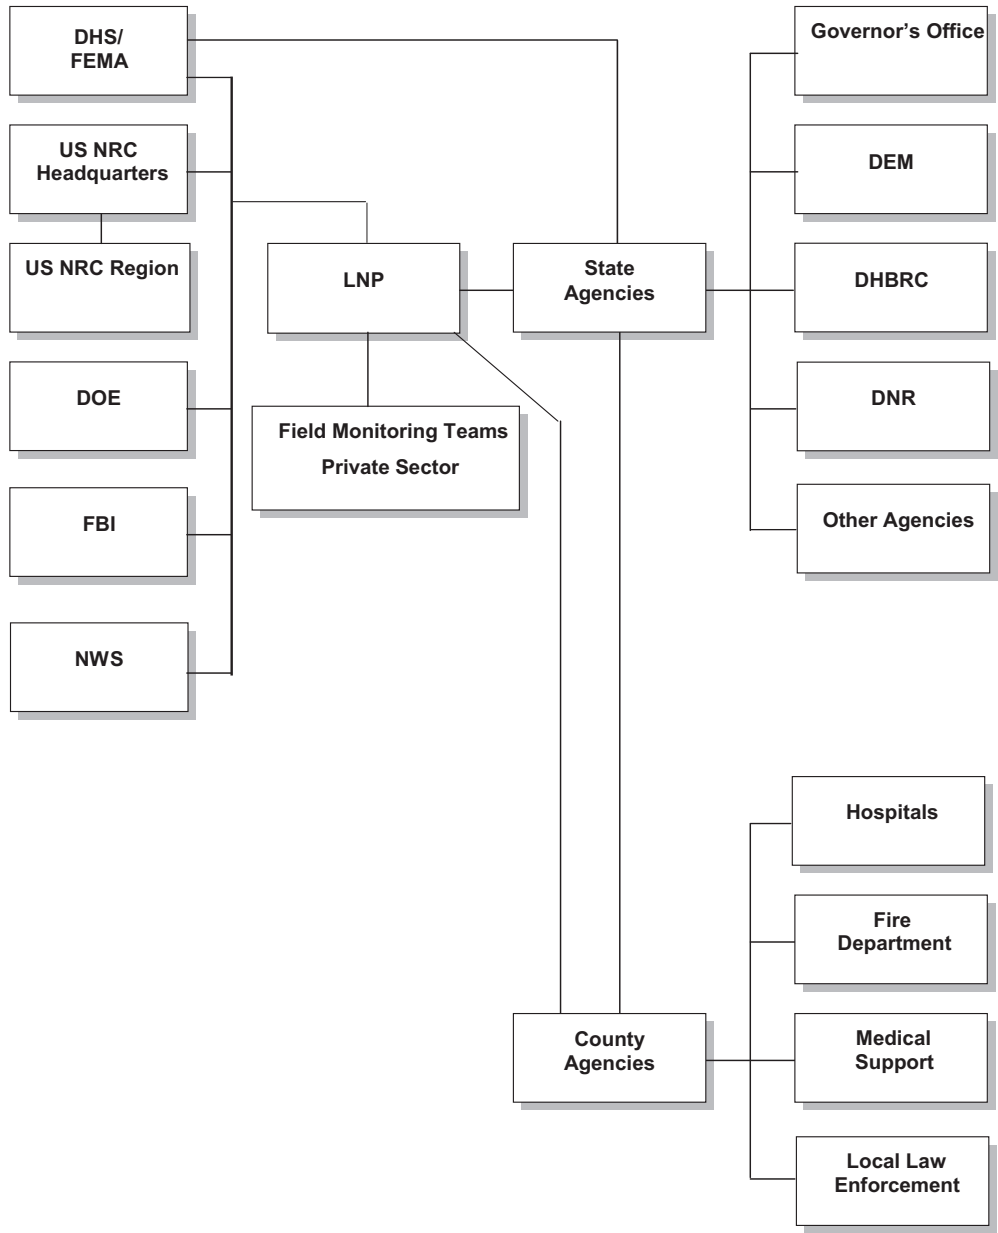 DHS/
FEMA
US NRC
Headquarters
US NRC Region
DOE
FBI
NWS
LNP
Field Monitoring Teams
Private Sector
State
Agencies
Governor’s Office
DEM
DHBRC
DNR
Other Agencies
County
Agencies
Hospitals
Fire
Department
Medical
Support
Local Law
Enforcement